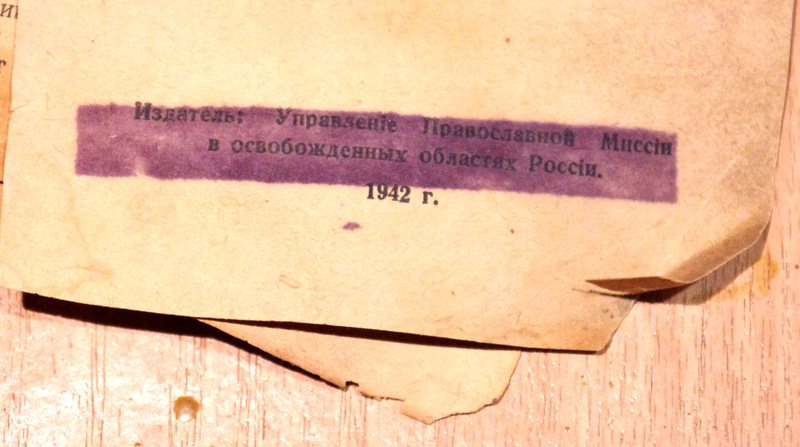 Издатель: Управленіе Православной Миссіи
в освобожденных областях Россіи.
1942 г.